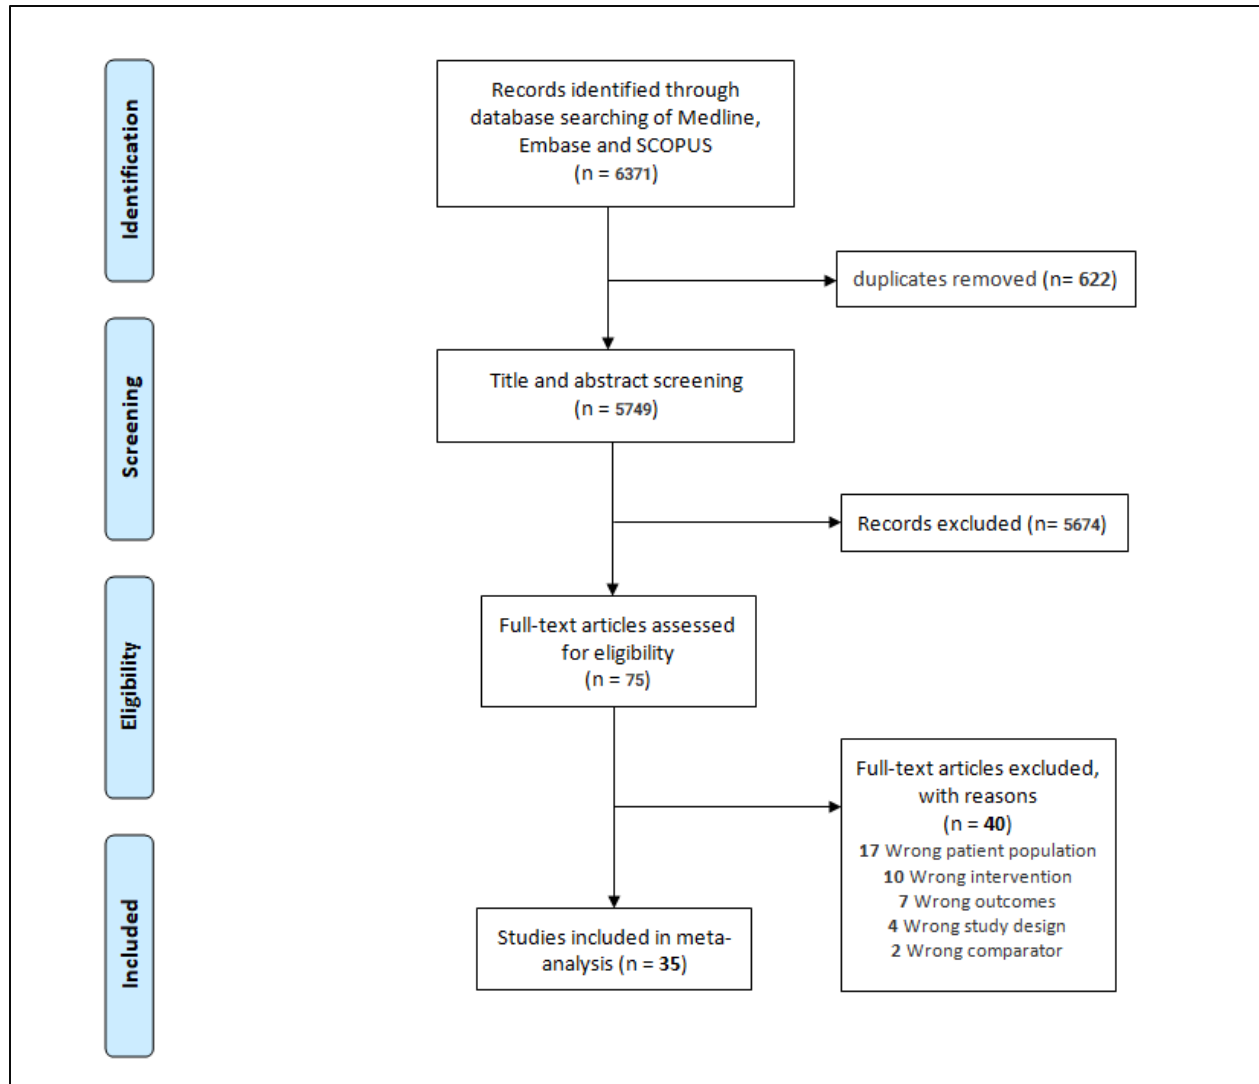 Identification
Records identified through
database searching of Medline,
Embase and SCOPUS
(n = 6371)
duplicates removed (n= 622)
Screening
Title and abstract screening
(n = 5749)
Records excluded (n= 5674)
Eligibility
Full-text articles assessed
for eligibility
(n = 75)
Full-text articles excluded,
with reasons
(n = 40)
17 Wrong patient population
10 Wrong intervention
7 Wrong outcomes
4 Wrong study design
2 Wrong comparator
Included
Studies included in meta-
analysis (n = 35)